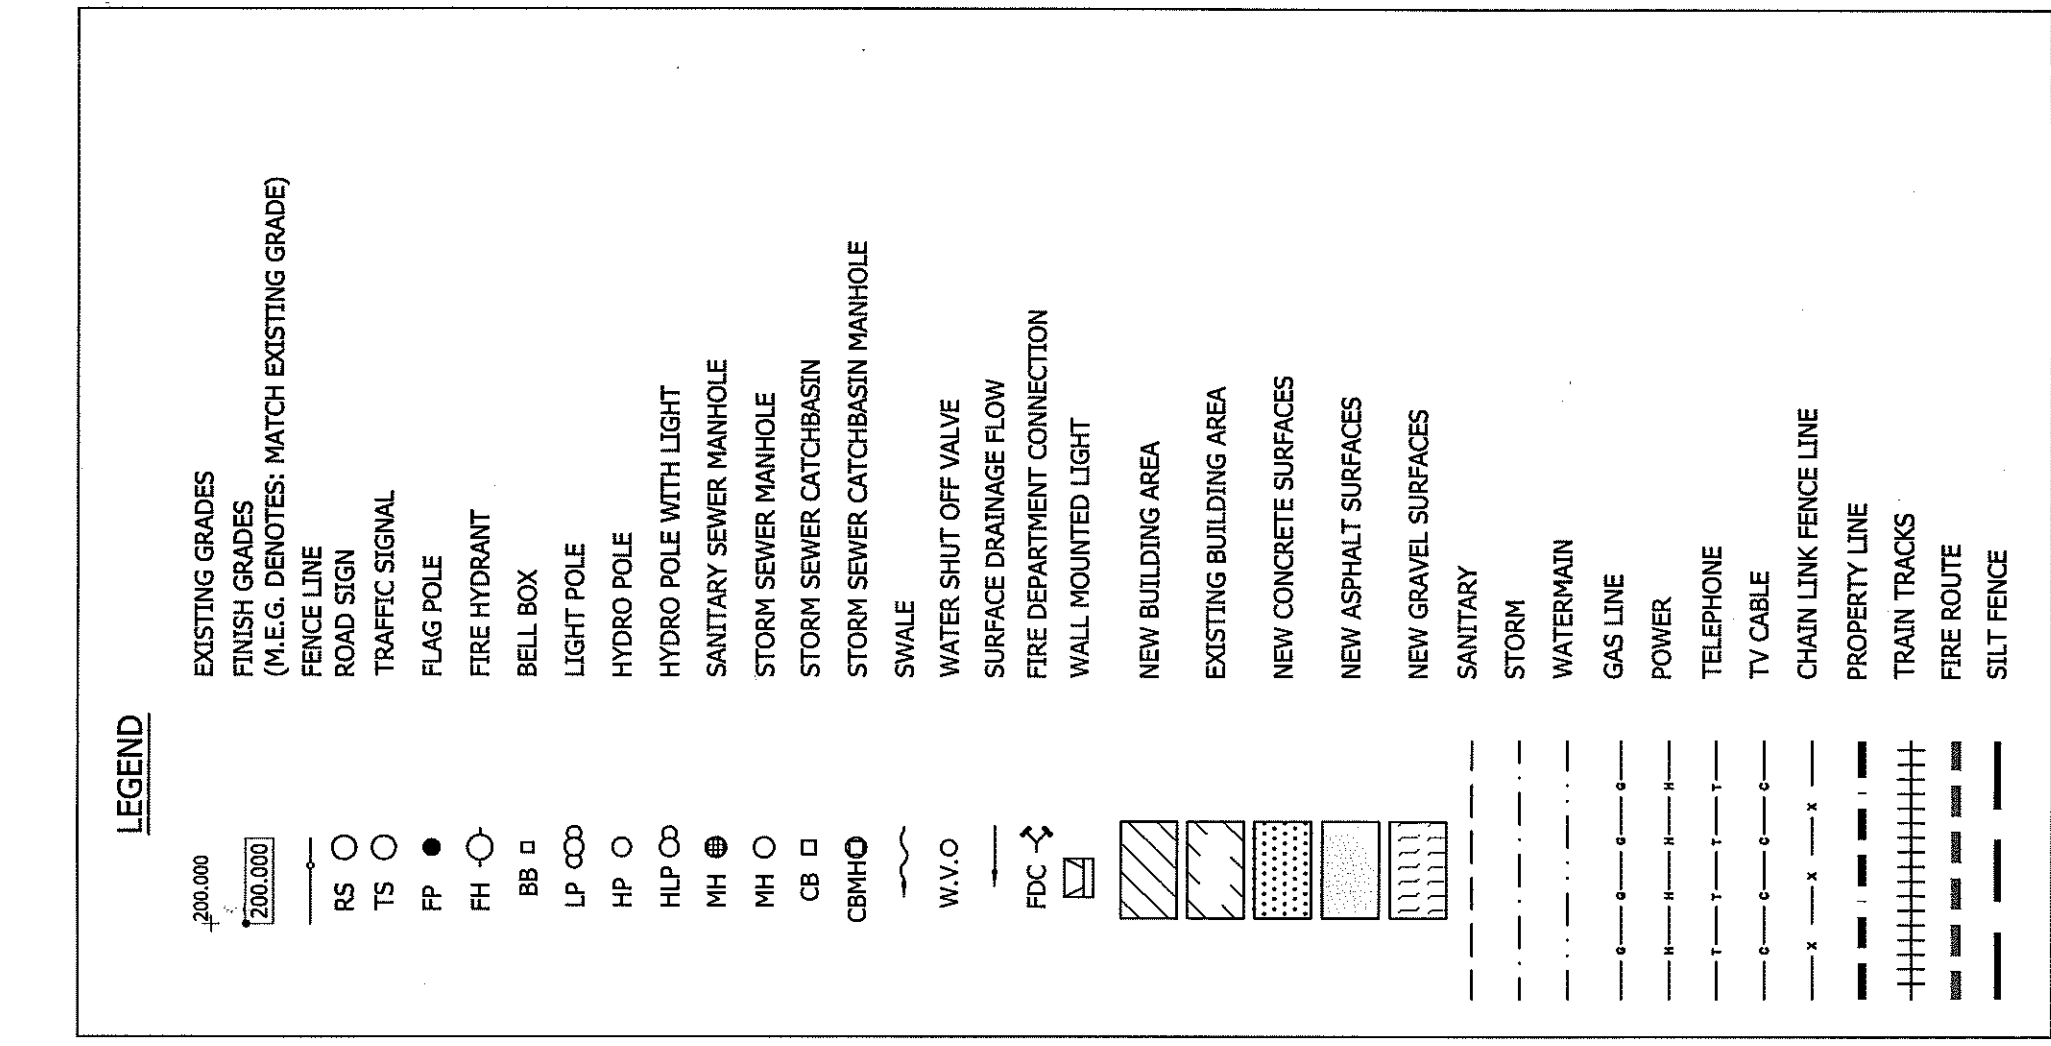 LEGEND
200.000 EXISTING GRADES
200.000 FINISH GRADES
(M.E.G. DENOTES: MATCH EXISTING GRADE)
FENCE LINE
RS ROAD SIGN
TS TRAFFIC SIGNAL
FP FLAG POLE
FH FIRE HYDRANT
BB BELL BOX
LP LIGHT POLE
HP HYDRO POLE
HLP HYDRO POLE WITH LIGHT
MH SANITARY SEWER MANHOLE
MH STORM SEWER MANHOLE
CB STORM SEWER CATCHBASIN
CBMH STORM SEWER CATCHBASIN MANHOLE
SWALE
W.V. WATER SHUT OFF VALVE
SURFACE DRAINAGE FLOW
FDC FIRE DEPARTMENT CONNECTION
WALL MOUNTED LIGHT
NEW BUILDING AREA
EXISTING BUILDING AREA
NEW CONCRETE SURFACES
NEW ASPHALT SURFACES
NEW GRAVEL SURFACES
SANITARY
STORM
WATERMAIN
G G G GAS LINE
H H H POWER
T T T TELEPHONE
C C C TV CABLE
X X X CHAIN LINK FENCE LINE
PROPERTY LINE
TRAIN TRACKS
FIRE ROUTE
SILT FENCE